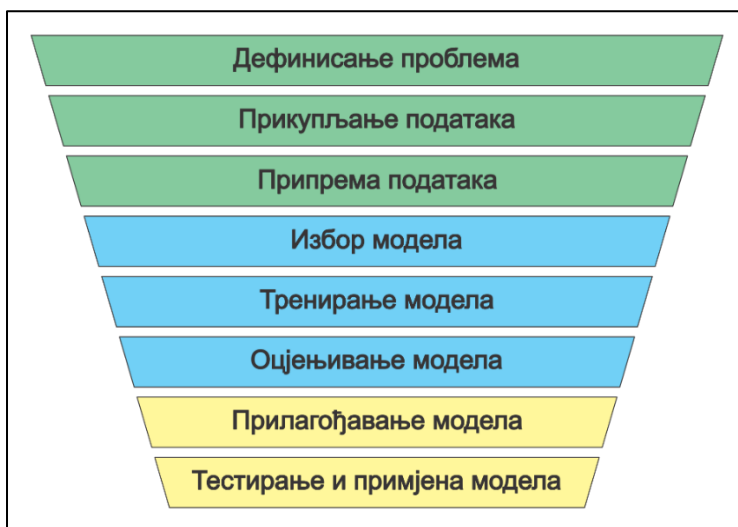 Дефинисање проблема
Прикупљање података
Припрема података
Избор модела
Тренирање модела
Оцјењивање модела
Прилагођавање модела
Тестирање и примјена модела